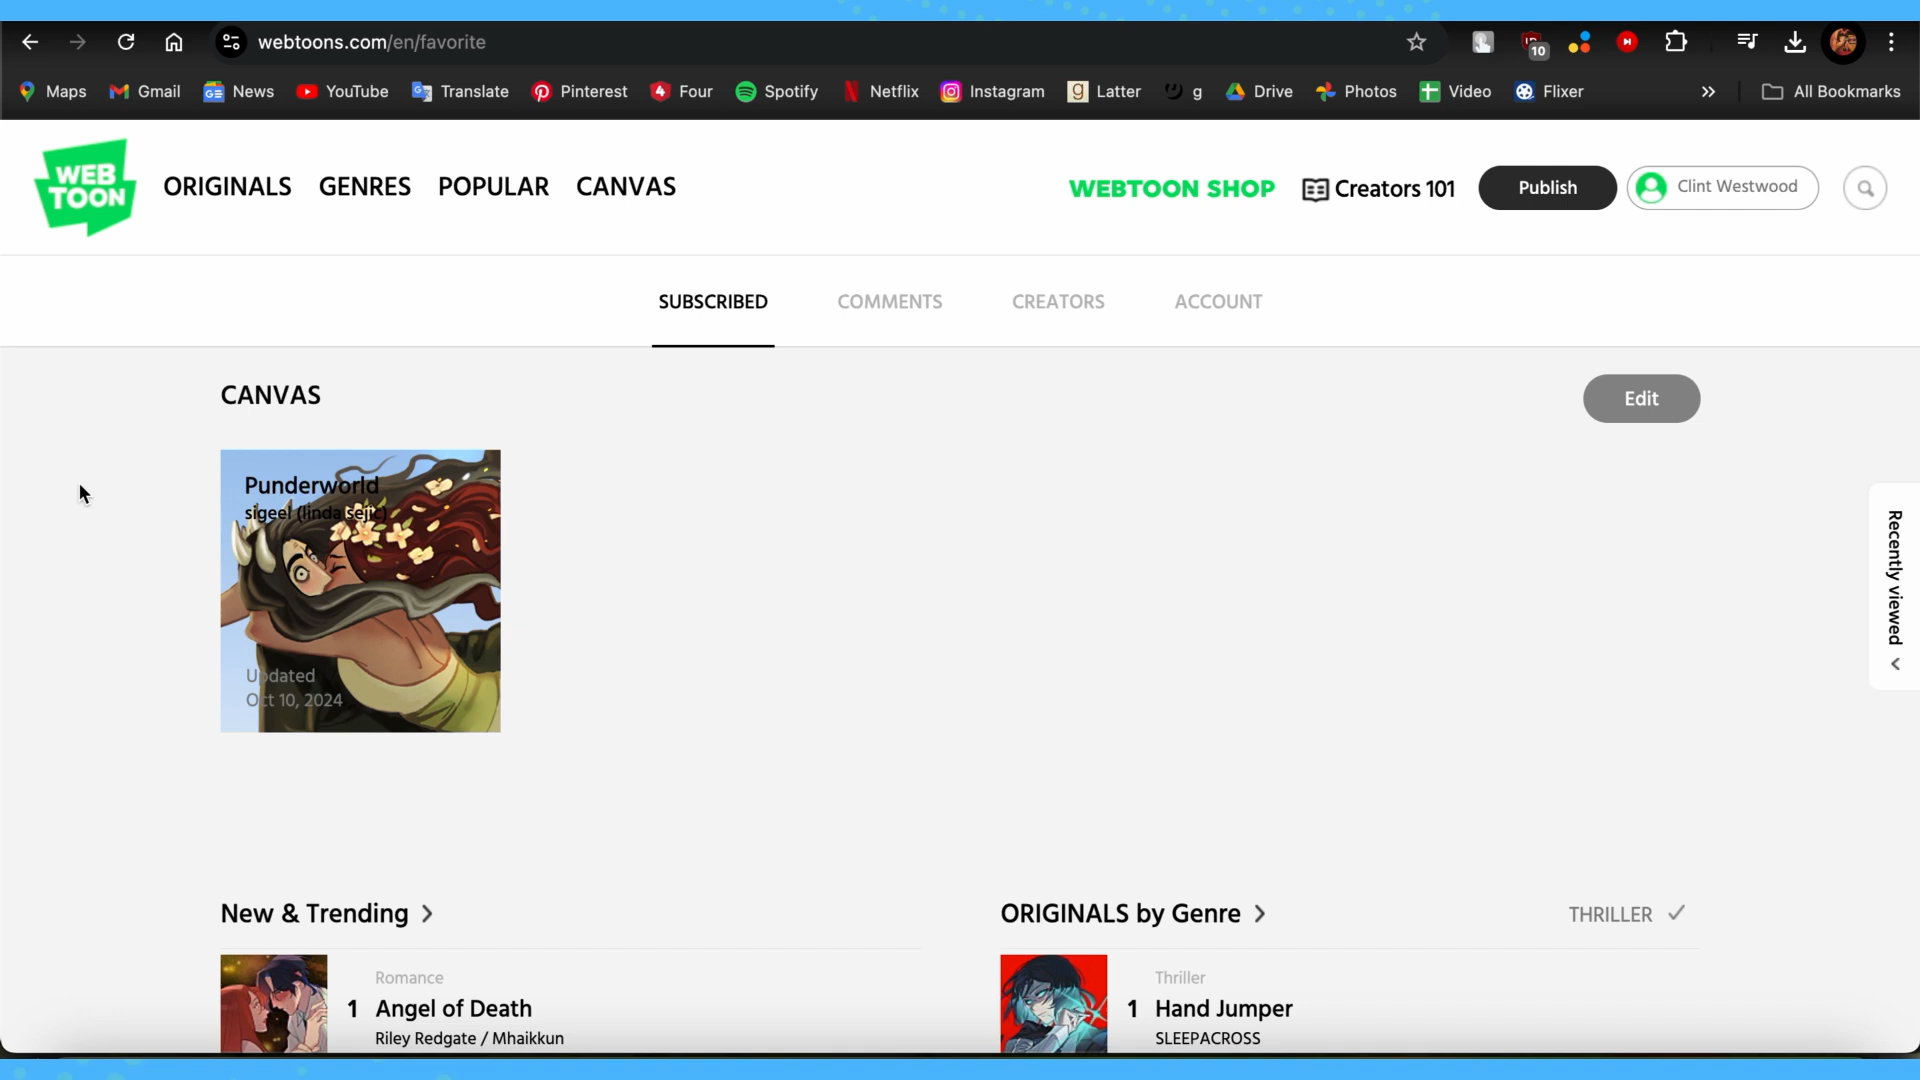 webtoons.com/en/favorite
10
Maps Gmail News YouTube Translate Pinterest Four Spotify Netflix Instagram Latter g Drive Photos Video Flixer All Bookmarks
WEB
TOON
ORIGINALS GENRES POPULAR CANVAS
WEBTOON SHOP Creators 101 Publish Clint Westwood
SUBSCRIBED COMMENTS CREATORS ACCOUNT
CANVAS
Edit
Punderworld
sigeel (linda sejic)
Updated
Oct 10, 2024
Recently viewed
New & Trending
ORIGINALS by Genre THRILLER
Romance
1 Angel of Death
Riley Redgate / Mhaikkun
Thriller
1 Hand Jumper
SLEEPACROSS